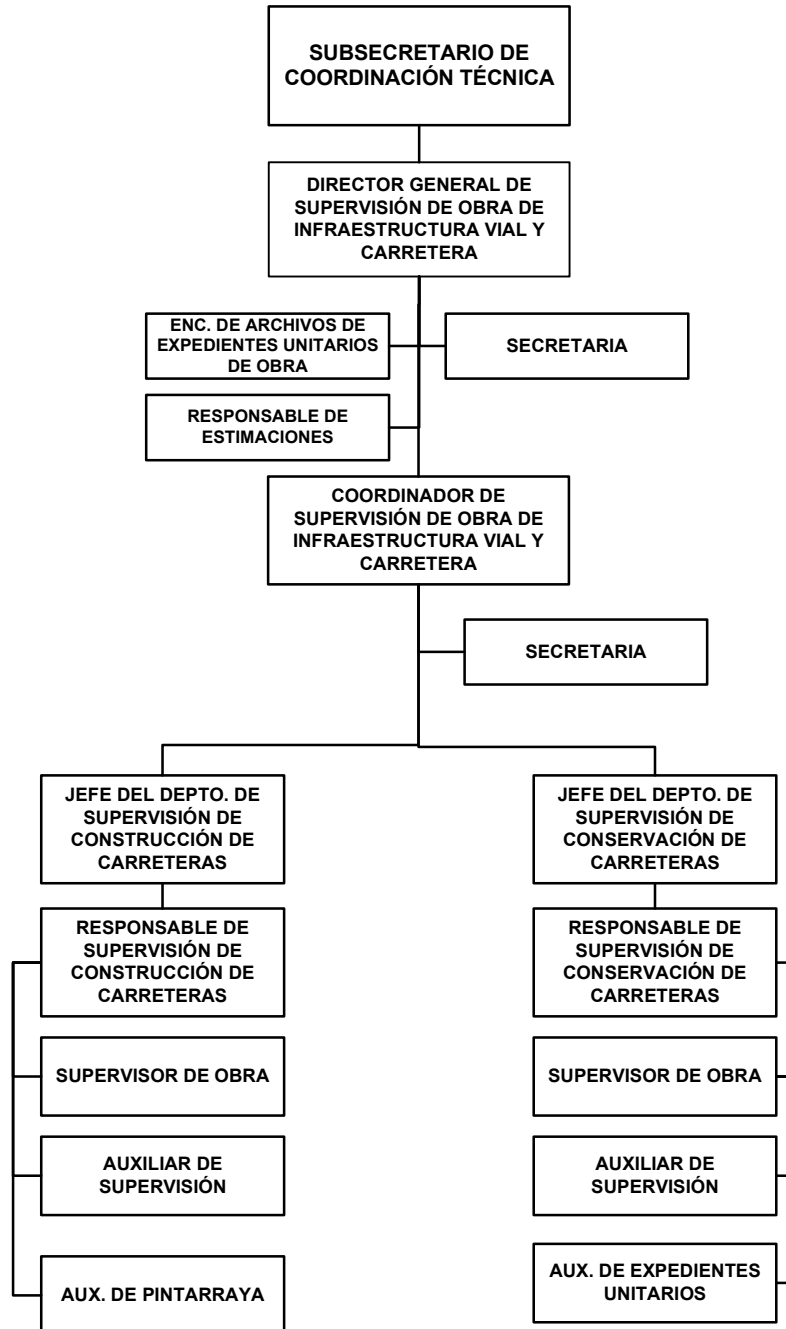 SUBSECRETARIO DE
COORDINACIÓN TÉCNICA
DIRECTOR GENERAL DE
SUPERVISIÓN DE OBRA DE
INFRAESTRUCTURA VIAL Y
CARRETERA
ENC. DE ARCHIVOS DE
EXPEDIENTES UNITARIOS
DE OBRA
SECRETARIA
RESPONSABLE DE
ESTIMACIONES
COORDINADOR DE
SUPERVISIÓN DE OBRA DE
INFRAESTRUCTURA VIAL Y
CARRETERA
SECRETARIA
JEFE DEL DEPTO. DE
SUPERVISIÓN DE
CONSTRUCCIÓN DE
CARRETERAS
RESPONSABLE DE
SUPERVISIÓN DE
CONSTRUCCIÓN DE
CARRETERAS
SUPERVISOR DE OBRA
AUXILIAR DE
SUPERVISIÓN
AUX. DE PINTARRAYA
JEFE DEL DEPTO. DE
SUPERVISIÓN DE
CONSERVACIÓN DE
CARRETERAS
RESPONSABLE DE
SUPERVISIÓN DE
CONSERVACIÓN DE
CARRETERAS
SUPERVISOR DE OBRA
AUXILIAR DE
SUPERVISIÓN
AUX. DE EXPEDIENTES
UNITARIOS